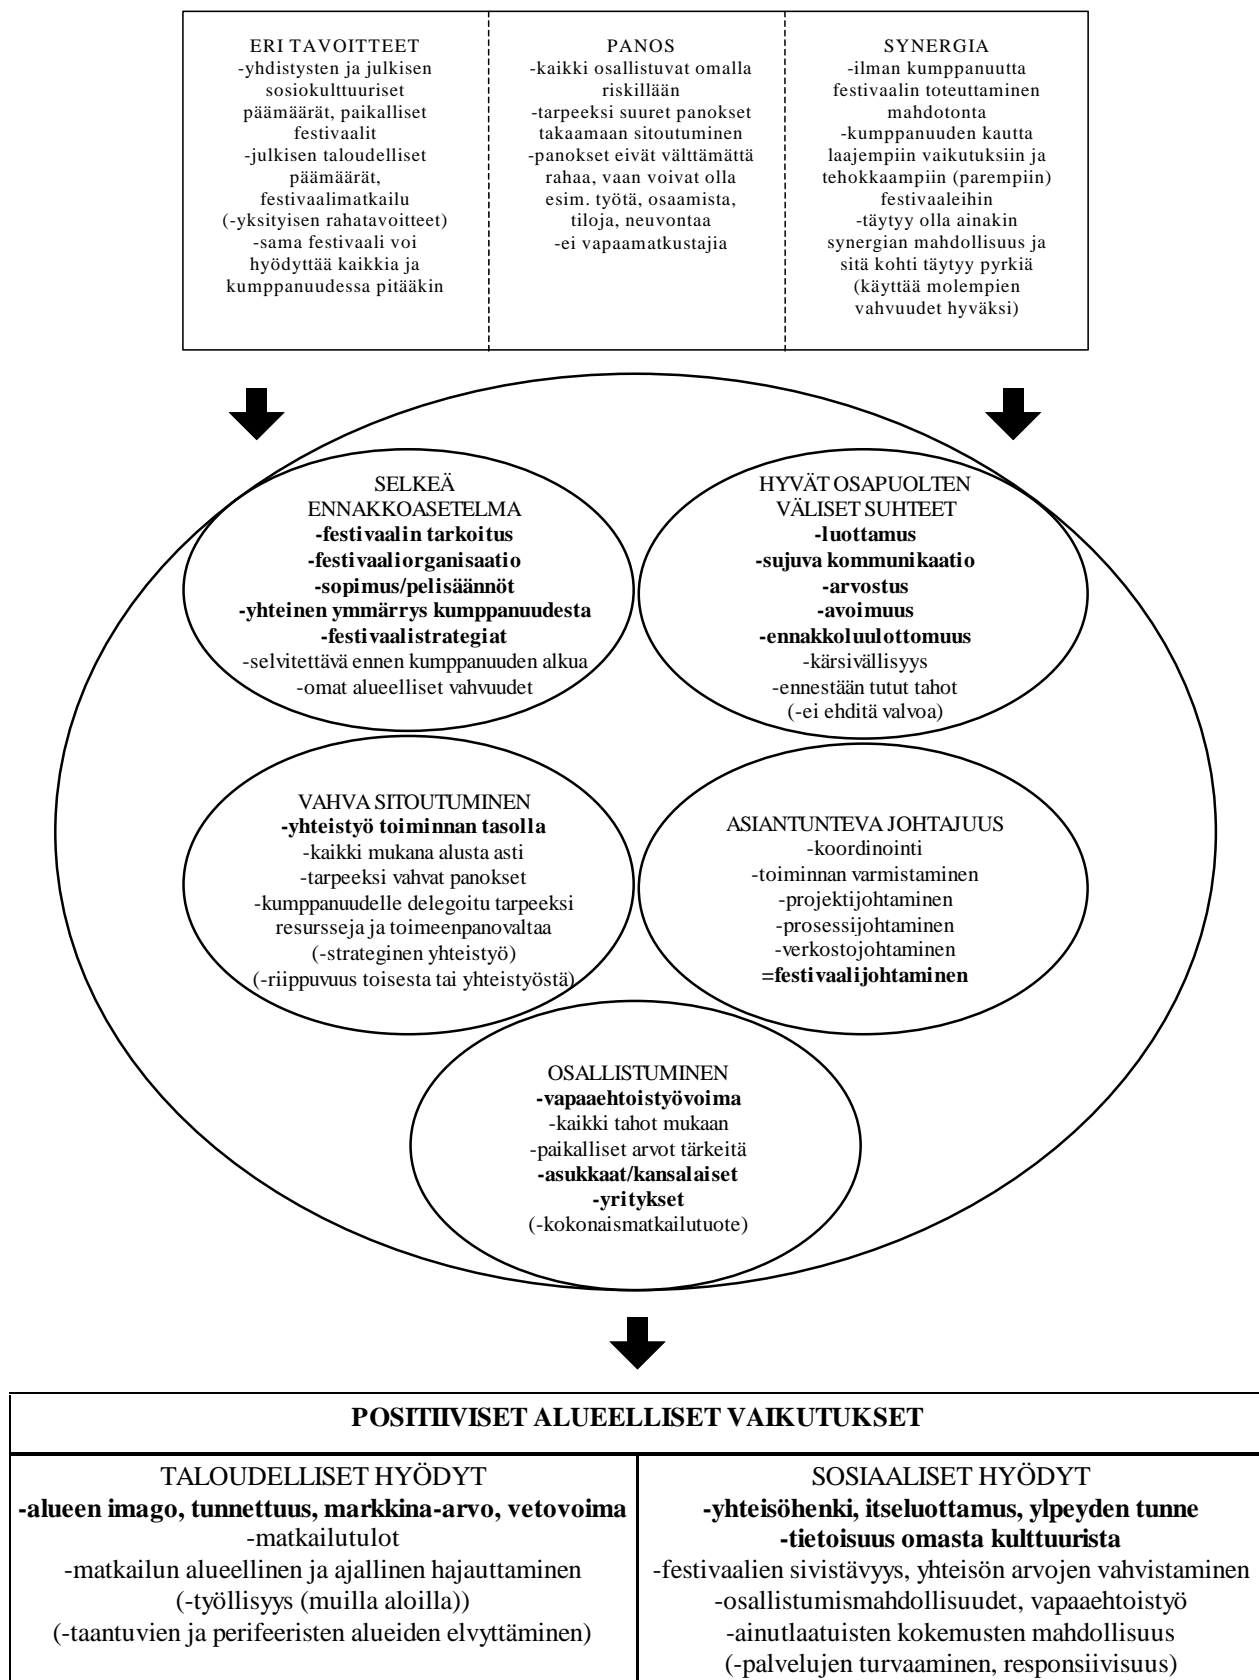 ERI TAVOITTEET
-yhdistysten ja julkisen
sosiokulttuuriset
päämäärät, paikalliset
festivaalit
-julkisen taloudelliset
päämäärät,
festivaalimatkailu
(-yksityisen rahatavoitteet)
-sama festivaali voi
hyödyttää kaikkia ja
kumppanuudessa pitääkin
PANOS
-kaikki osallistuvat omalla
riskillään
-tarpeeksi suuret panokset
takaamaan sitoutuminen
-panokset eivät välttämättä
rahaa, vaan voivat olla
esim. työtä, osaamista,
tiloja, neuvontaa
-ei vapaamatkustajia
SYNERGIA
-ilman kumppanuutta
festivaalin toteuttaminen
mahdotonta
-kumppanuuden kautta
laajempiin vaikutuksiin ja
tehokkaampiin (parempiin)
festivaaleihin
-täytyy olla ainakin
synergian mahdollisuus ja
sitä kohti täytyy pyrkiä
(käyttää molempien
vahvuudet hyväksi)
SELKEÄ
ENNAKKOASETELMA
-festivaalin tarkoitus
-festivaaliorganisaatio
-sopimus/pelisäännöt
-yhteinen ymmärrys kumppanuudesta
-festivaalistrategiat
-selvitettävä ennen kumppanuuden alkua
-omat alueelliset vahvuudet
HYVÄT OSAPUOLTEN
VÄLISET SUHTEET
-luottamus
-sujuva kommunikaatio
-arvostus
-avoimuus
-ennakkoluulottomuus
-kärsivällisyys
-ennestään tutut tahot
(-ei ehditä valvoa)
VAHVA SITOUTUMINEN
-yhteistyö toiminnan tasolla
-kaikki mukana alusta asti
-tarpeeksi vahvat panokset
-kumppanuudelle delegoitu tarpeeksi
resursseja ja toimeenpanovaltaa
(-strateginen yhteistyö)
(-riippuvuus toisesta tai yhteistyöstä)
ASIANTUNTEVA JOHTAJUUS
-koordinointi
-toiminnan varmistaminen
-projektijohtaminen
-prosessijohtaminen
-verkostojohtaminen
=festivaalijohtaminen
OSALLISTUMINEN
-vapaaehtoistyövoima
-kaikki tahot mukaan
-paikalliset arvot tärkeitä
-asukkaat/kansalaiset
-yritykset
(-kokonaismatkailutuote)
POSITIIVISET ALUEELLISET VAIKUTUKSET
TALOUDELLISET HYÖDYT
-alueen imago, tunnettuus, markkina-arvo, vetovoima
-matkailutulot
-matkailun alueellinen ja ajallinen hajauttaminen
(-työllisyys (muilla aloilla))
(-taantuvien ja perifeeristen alueiden elvyttäminen)
SOSIAALISET HYÖDYT
-yhteisöhenki, itseluottamus, ylpeyden tunne
-tietoisuus omasta kulttuurista
-festivaalien sivistävyys, yhteisön arvojen vahvistaminen
-osallistumismahdollisuudet, vapaaehtoistyö
-ainutlaatuisten kokemusten mahdollisuus
(-palvelujen turvaaminen, responsiivisuus)